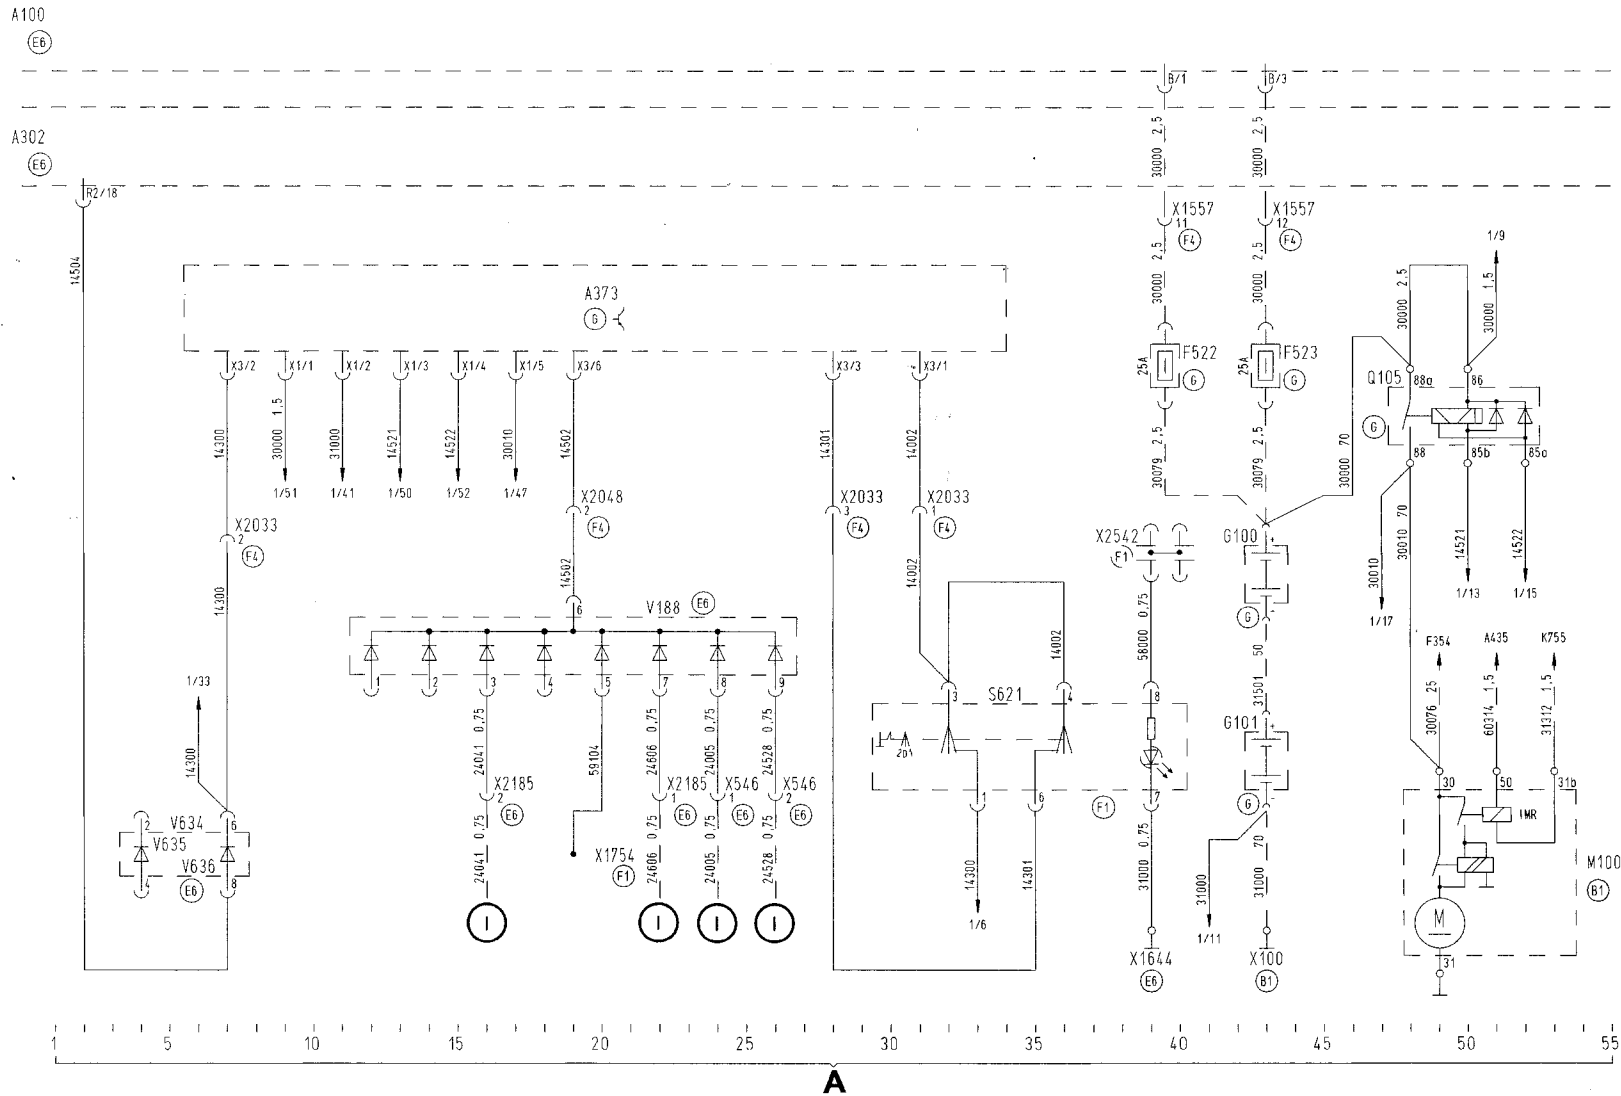 A100
E6
B/1 B/3
A302
E6
30000 2,5 30000 2,5
R2/18
X1557 X1557
11 12
F4 F4
1/9
14504
30000 2,5 30000 2,5 30000 2,5 30000 1,5
A373
G
F522 F523
25A 25A
G G
X3/2 X1/1 X1/2 X1/3 X1/4 X1/5 X3/6 X3/3 X3/1
Q105 88a 86
G
14300 30000 1,5 31000 14521 14522 30010 14502 14301 14002 30079 2,5 30079 2,5 30000 70
88 85b 85a
1/51 1/41 1/50 1/52 1/47
X2033 X2048 X2033 X2033
2 2 3 1
F4 F4 F4 F4
X2542 G100
F1
+
-
G
14300 14502 14002 58000 0,75 30010 30010 70 14521 14522
1/17 1/13 1/15
6
V188 E6
1 2 3 4 5 7 8 9
14002
31501 50
F354 A435 K755
1/33
3 S621 4 8
30076 25 60314 1,5 31312 1,5
G101
+
-
G
14300 24041 0,75 59104 24606 0,75 24005 0,75 24528 0,75
X2185 X2185 X546 X546
2 1 1 2
E6 E6 E6 E6
1 6 F1 7
30 50 31b
2 V634 6
V635
V636
4 E6 8
IMR
24041 0,75 X1754 24606 0,75 24005 0,75 24528 0,75
F1
14300 14301 31000 0,75 31000 31000 70
M100
B1
M
I I I I
1/6 1/11
X1644 X100
E6 B1
31
1 5 10 15 20 25 30 35 40 45 50 55
A